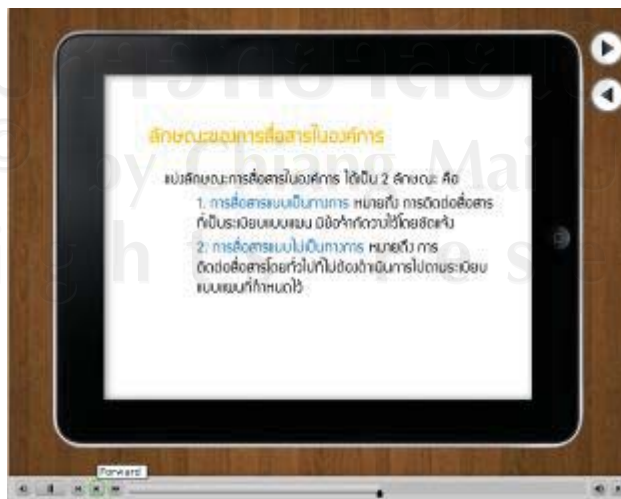 ลักษณะของการสื่อสารในองค์การ
แบ่งลักษณะการสื่อสารในองค์การ ได้เป็น 2 ลักษณะ คือ
1. การสื่อสารแบบเป็นทางการ หมายถึง การติดต่อสื่อสาร
ที่เป็นระเบียบแบบแผน มีข้อจำกัดวางไว้โดยชัดแจ้ง
2. การสื่อสารแบบไม่เป็นทางการ หมายถึง การ
ติดต่อสื่อสารโดยทั่วไปที่ไม่ต้องดำเนินการไปตามระเบียบ
แบบแผนที่กำหนดไว้
by Chiang Mai
Forward